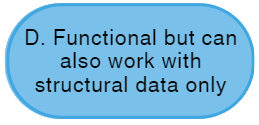 D. Functional but can
also work with
structural data only